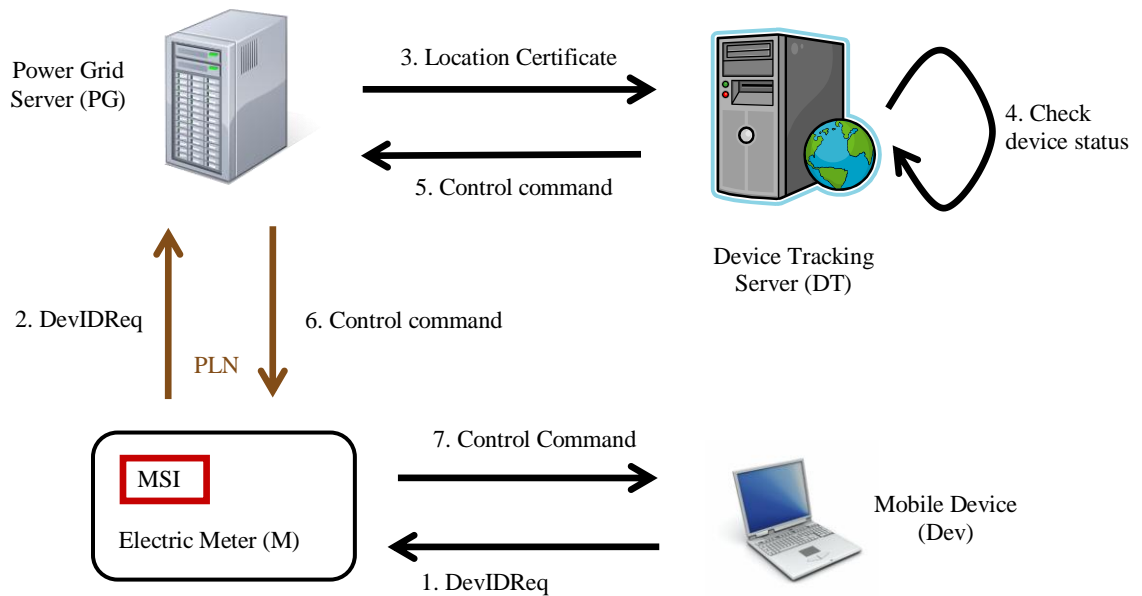 Power Grid
Server (PG)
3. Location Certificate
4. Check
device status
5. Control command
Device Tracking
Server (DT)
2. DevIDReq
6. Control command
PLN
7. Control Command
MSI
Electric Meter (M)
Mobile Device
(Dev)
1. DevIDReq